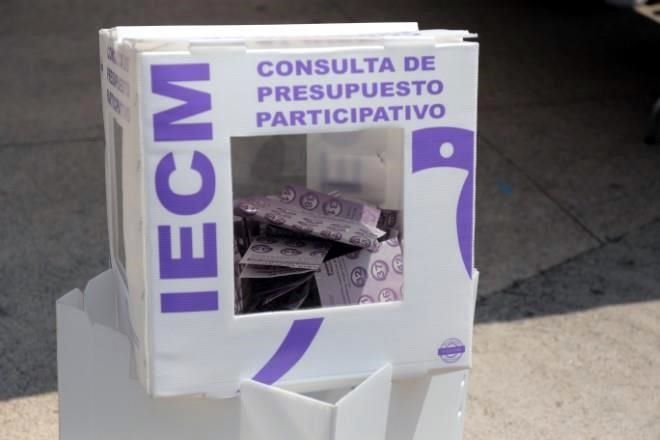 IECM
CONSULTA DE
PRESUPUESTO
PARTICIPATIVO